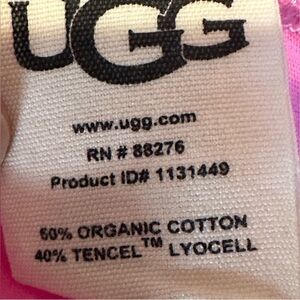 UGG
www.ugg.com
RN # 88276
Product ID# 1131449
60% ORGANIC COTTON
40% TENCEL™ LYOCELL